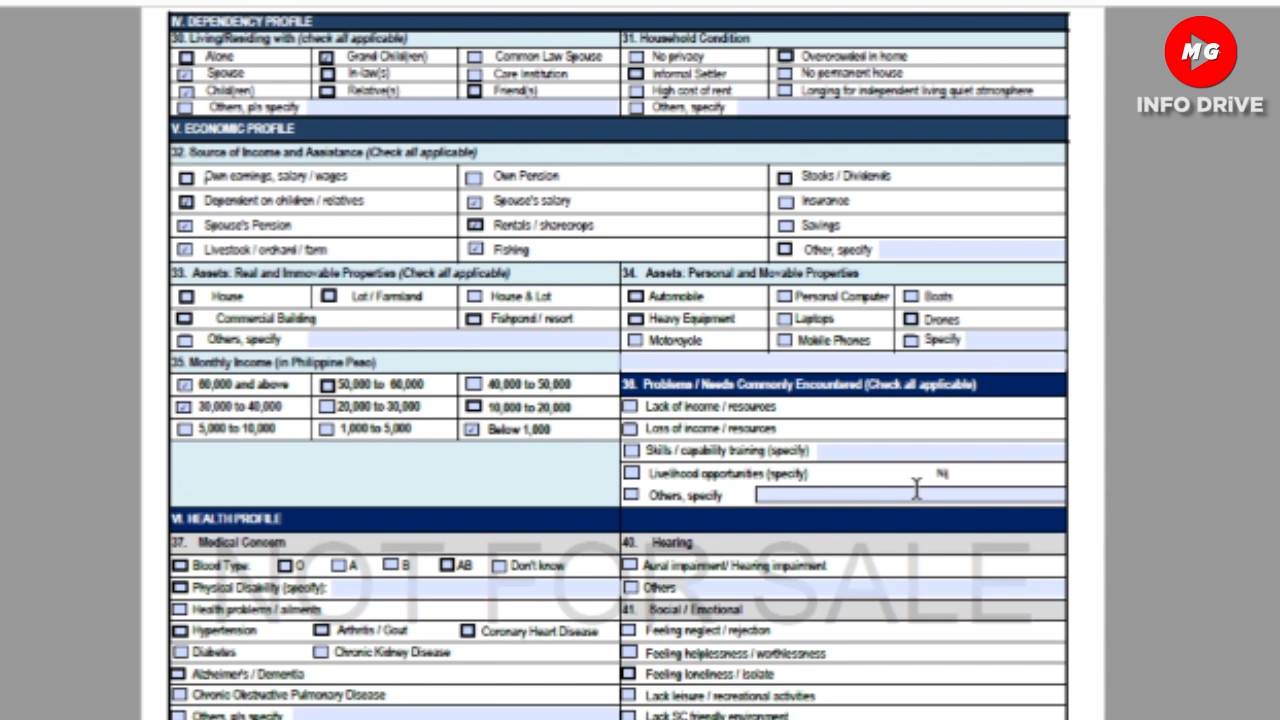 IV. DEPENDENCY PROFILE
30. Living/Residing with (check all applicable)
31. Household Condition
Alone Grand Child(ren) Common Law Spouse No privacy Overcrowded in home
Spouse In-law(s) Care Institution Informal Settler No permanent house
Child(ren) Relative(s) Friend(s) High cost of rent Longing for independent living quiet atmosphere
Others, pls specify Others, specify
V. ECONOMIC PROFILE
32. Source of Income and Assistance (Check all applicable)
Own earnings, salary / wages Own Pension Stocks / Dividends
Dependent on children / relatives Spouse's salary Insurance
Spouse's Pension Rentals / sharecrops Savings
Livestock / orchard / farm Fishing Other, specify
33. Assets: Real and Immovable Properties (Check all applicable)
34. Assets: Personal and Movable Properties
House Lot / Farmland House & Lot Automobile Personal Computer Boats
Commercial Building Fishpond / resort Heavy Equipment Laptops Drones
Others, specify Motorcycle Mobile Phones Specify
35. Monthly Income (in Philippine Peso)
60,000 and above 50,000 to 60,000 40,000 to 50,000
30,000 to 40,000 20,000 to 30,000 10,000 to 20,000
5,000 to 10,000 1,000 to 5,000 Below 1,000
36. Problems / Needs Commonly Encountered (Check all applicable)
Lack of income / resources
Loss of income / resources
Skills / capability training (specify)
Livelihood opportunities (specify)
Others, specify
VI. HEALTH PROFILE
37. Medical Concern
Blood Type: O A B AB Don't know
Physical Disability (specify):
Health problems / ailments
Hypertension Arthritis / Gout Coronary Heart Disease
Diabetes Chronic Kidney Disease
Alzheimer's / Dementia
Chronic Obstructive Pulmonary Disease
Others, pls specify
40. Hearing
Aural impairment/ Hearing impairment
Others
41. Social / Emotional
Feeling neglect / rejection
Feeling helplessness / worthlessness
Feeling loneliness / isolate
Lack leisure / recreational activities
Lack SC friendly environment
NOT FOR SALE
MG
INFO DRiVE